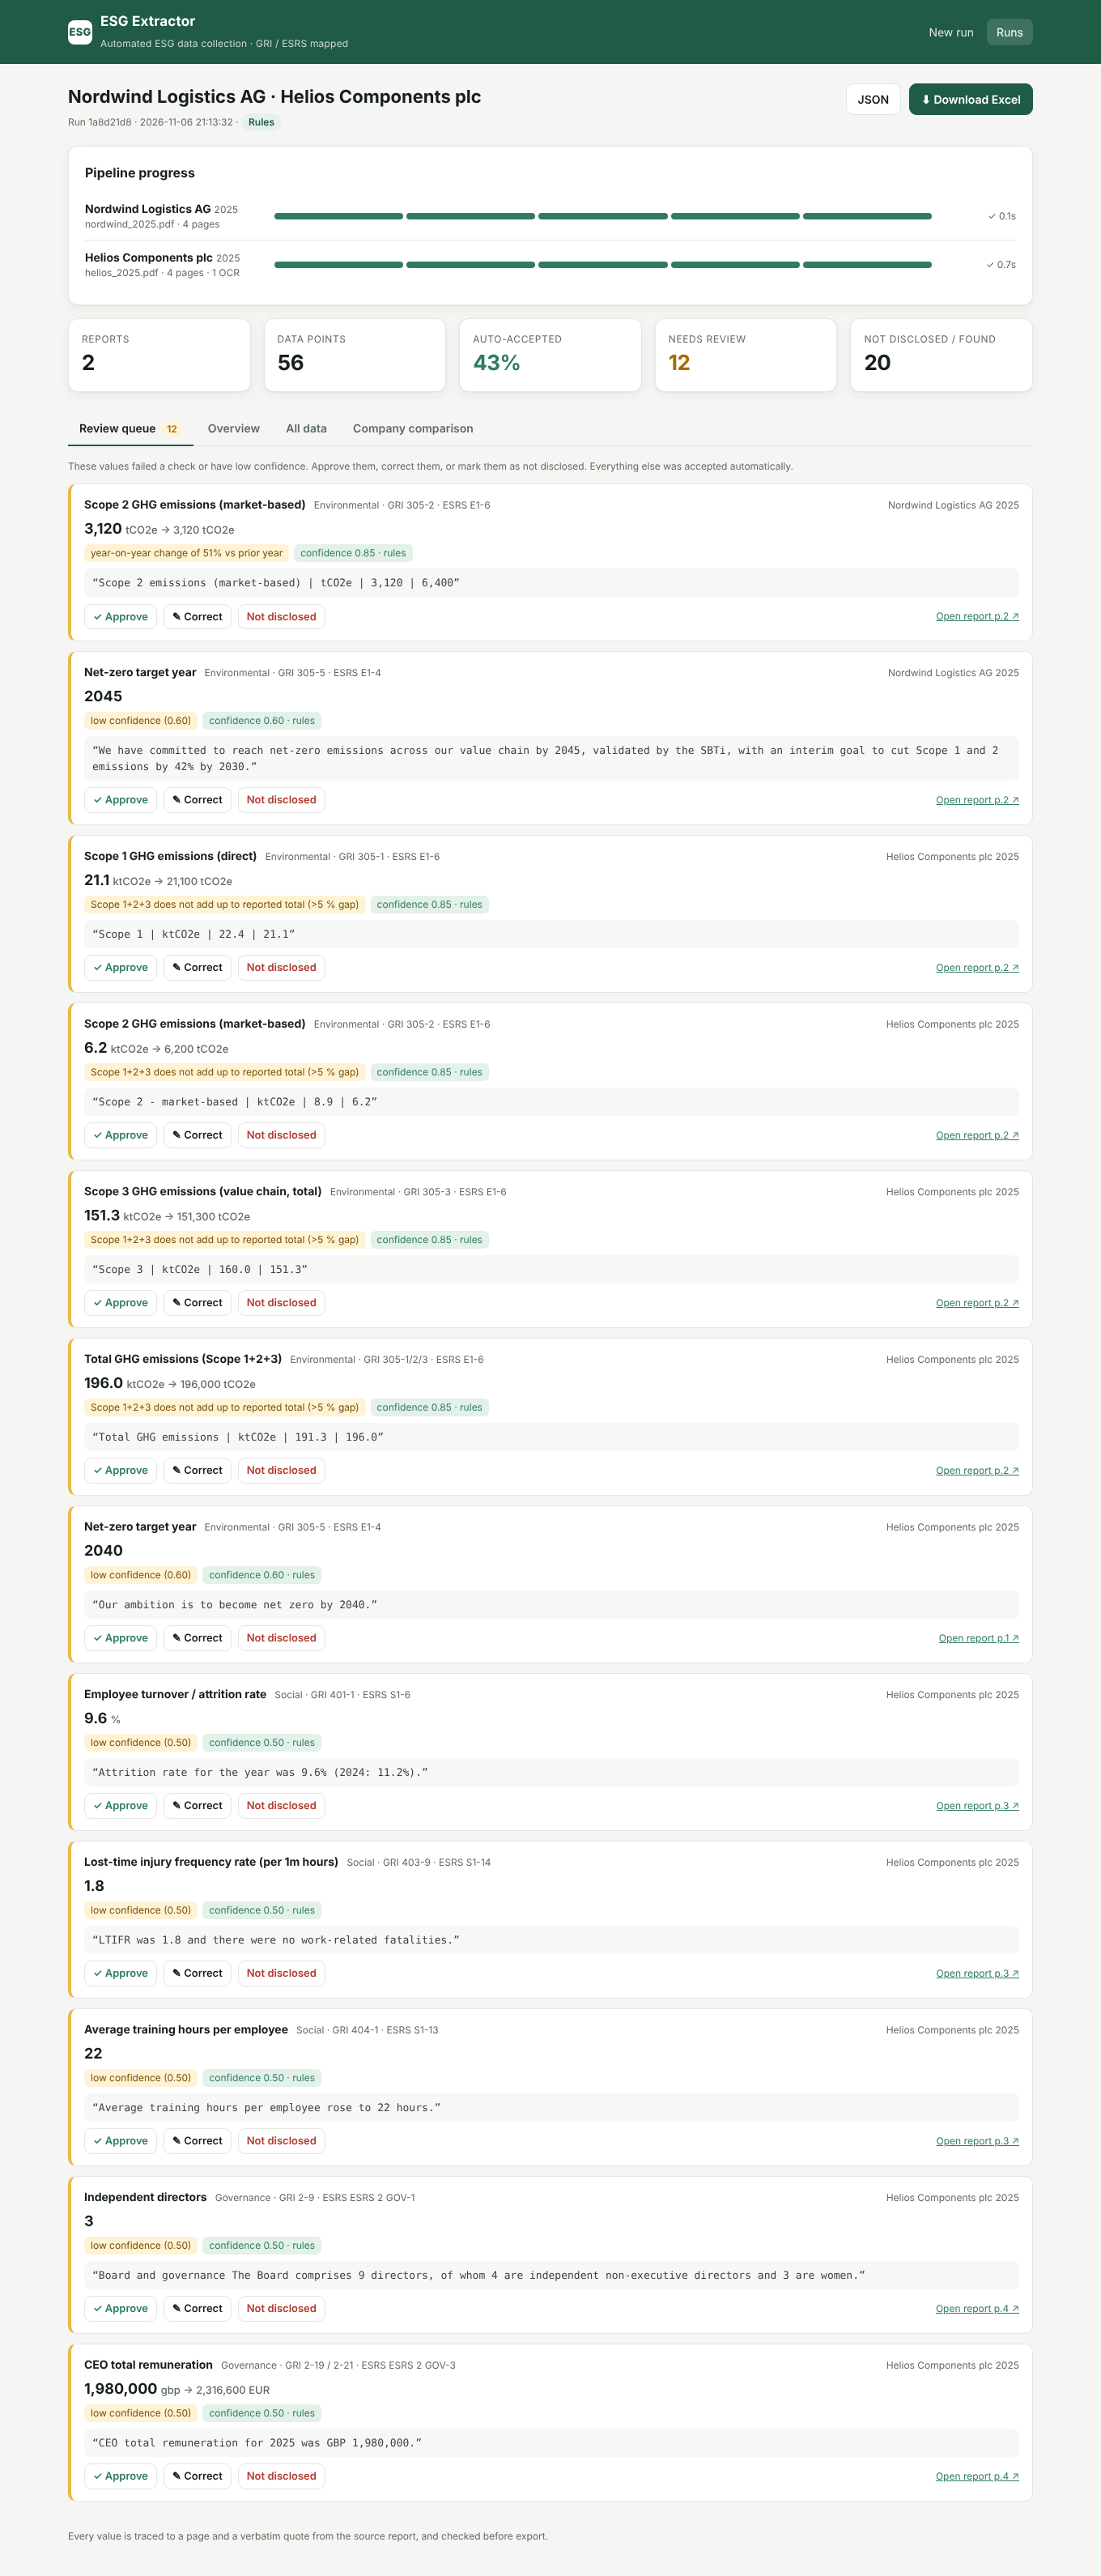 ESG
ESG Extractor
Automated ESG data collection · GRI / ESRS mapped
New run
Runs
Nordwind Logistics AG · Helios Components plc
Run 1a8d21d8 · 2026-11-06 21:13:32 · Rules
JSON
⬇ Download Excel
Pipeline progress
Nordwind Logistics AG 2025
nordwind_2025.pdf · 4 pages
✓ 0.1s
Helios Components plc 2025
helios_2025.pdf · 4 pages · 1 OCR
✓ 0.7s
REPORTS
2
DATA POINTS
56
AUTO-ACCEPTED
43%
NEEDS REVIEW
12
NOT DISCLOSED / FOUND
20
Review queue 12
Overview
All data
Company comparison
These values failed a check or have low confidence. Approve them, correct them, or mark them as not disclosed. Everything else was accepted automatically.
Scope 2 GHG emissions (market-based) Environmental · GRI 305-2 · ESRS E1-6
Nordwind Logistics AG 2025
3,120 tCO2e → 3,120 tCO2e
year-on-year change of 51% vs prior year
confidence 0.85 · rules
“Scope 2 emissions (market-based) | tCO2e | 3,120 | 6,400”
✓ Approve
✎ Correct
Not disclosed
Open report p.2 ↗
Net-zero target year Environmental · GRI 305-5 · ESRS E1-4
Nordwind Logistics AG 2025
2045
low confidence (0.60)
confidence 0.60 · rules
“We have committed to reach net-zero emissions across our value chain by 2045, validated by the SBTi, with an interim goal to cut Scope 1 and 2
emissions by 42% by 2030.”
✓ Approve
✎ Correct
Not disclosed
Open report p.2 ↗
Scope 1 GHG emissions (direct) Environmental · GRI 305-1 · ESRS E1-6
Helios Components plc 2025
21.1 ktCO2e → 21,100 tCO2e
Scope 1+2+3 does not add up to reported total (>5 % gap)
confidence 0.85 · rules
“Scope 1 | ktCO2e | 22.4 | 21.1”
✓ Approve
✎ Correct
Not disclosed
Open report p.2 ↗
Scope 2 GHG emissions (market-based) Environmental · GRI 305-2 · ESRS E1-6
Helios Components plc 2025
6.2 ktCO2e → 6,200 tCO2e
Scope 1+2+3 does not add up to reported total (>5 % gap)
confidence 0.85 · rules
“Scope 2 - market-based | ktCO2e | 8.9 | 6.2”
✓ Approve
✎ Correct
Not disclosed
Open report p.2 ↗
Scope 3 GHG emissions (value chain, total) Environmental · GRI 305-3 · ESRS E1-6
Helios Components plc 2025
151.3 ktCO2e → 151,300 tCO2e
Scope 1+2+3 does not add up to reported total (>5 % gap)
confidence 0.85 · rules
“Scope 3 | ktCO2e | 160.0 | 151.3”
✓ Approve
✎ Correct
Not disclosed
Open report p.2 ↗
Total GHG emissions (Scope 1+2+3) Environmental · GRI 305-1/2/3 · ESRS E1-6
Helios Components plc 2025
196.0 ktCO2e → 196,000 tCO2e
Scope 1+2+3 does not add up to reported total (>5 % gap)
confidence 0.85 · rules
“Total GHG emissions | ktCO2e | 191.3 | 196.0”
✓ Approve
✎ Correct
Not disclosed
Open report p.2 ↗
Net-zero target year Environmental · GRI 305-5 · ESRS E1-4
Helios Components plc 2025
2040
low confidence (0.60)
confidence 0.60 · rules
“Our ambition is to become net zero by 2040.”
✓ Approve
✎ Correct
Not disclosed
Open report p.1 ↗
Employee turnover / attrition rate Social · GRI 401-1 · ESRS S1-6
Helios Components plc 2025
9.6 %
low confidence (0.50)
confidence 0.50 · rules
“Attrition rate for the year was 9.6% (2024: 11.2%).”
✓ Approve
✎ Correct
Not disclosed
Open report p.3 ↗
Lost-time injury frequency rate (per 1m hours) Social · GRI 403-9 · ESRS S1-14
Helios Components plc 2025
1.8
low confidence (0.50)
confidence 0.50 · rules
“LTIFR was 1.8 and there were no work-related fatalities.”
✓ Approve
✎ Correct
Not disclosed
Open report p.3 ↗
Average training hours per employee Social · GRI 404-1 · ESRS S1-13
Helios Components plc 2025
22
low confidence (0.50)
confidence 0.50 · rules
“Average training hours per employee rose to 22 hours.”
✓ Approve
✎ Correct
Not disclosed
Open report p.3 ↗
Independent directors Governance · GRI 2-9 · ESRS ESRS 2 GOV-1
Helios Components plc 2025
3
low confidence (0.50)
confidence 0.50 · rules
“Board and governance The Board comprises 9 directors, of whom 4 are independent non-executive directors and 3 are women.”
✓ Approve
✎ Correct
Not disclosed
Open report p.4 ↗
CEO total remuneration Governance · GRI 2-19 / 2-21 · ESRS ESRS 2 GOV-3
Helios Components plc 2025
1,980,000 gbp → 2,316,600 EUR
low confidence (0.50)
confidence 0.50 · rules
“CEO total remuneration for 2025 was GBP 1,980,000.”
✓ Approve
✎ Correct
Not disclosed
Open report p.4 ↗
Every value is traced to a page and a verbatim quote from the source report, and checked before export.